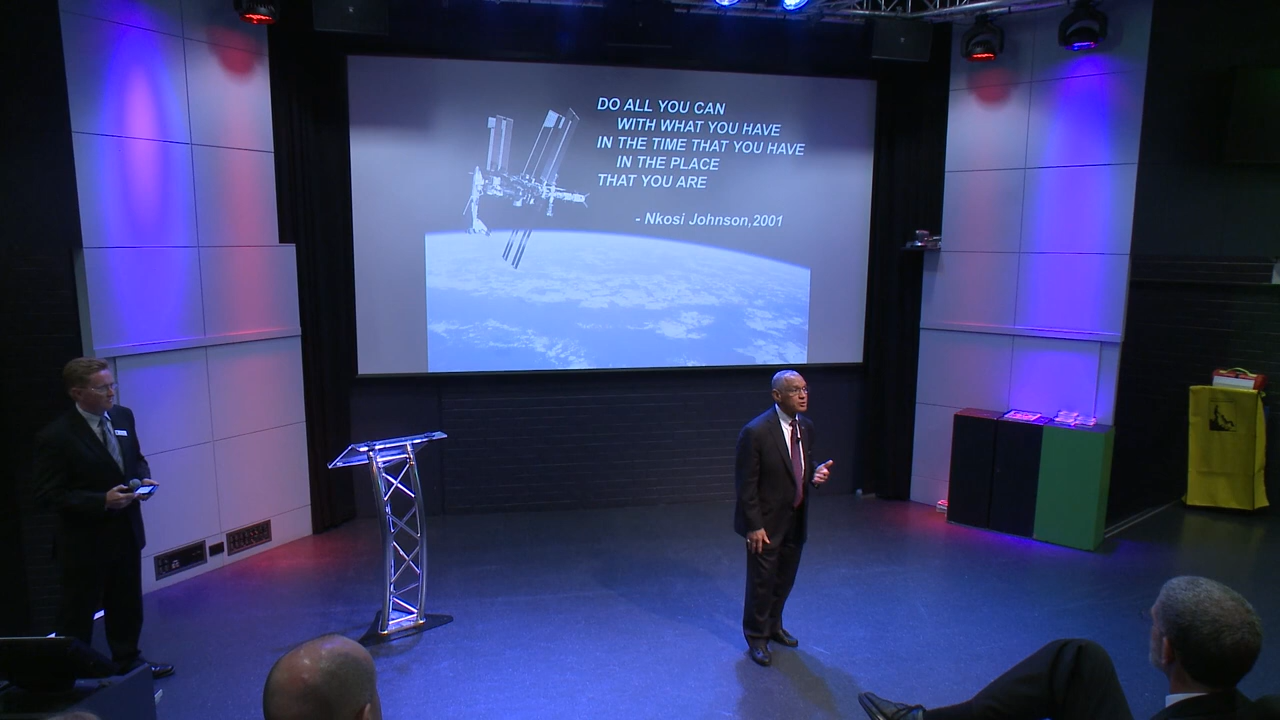 DO ALL YOU CAN
WITH WHAT YOU HAVE
IN THE TIME THAT YOU HAVE
IN THE PLACE
THAT YOU ARE
- Nkosi Johnson,2001